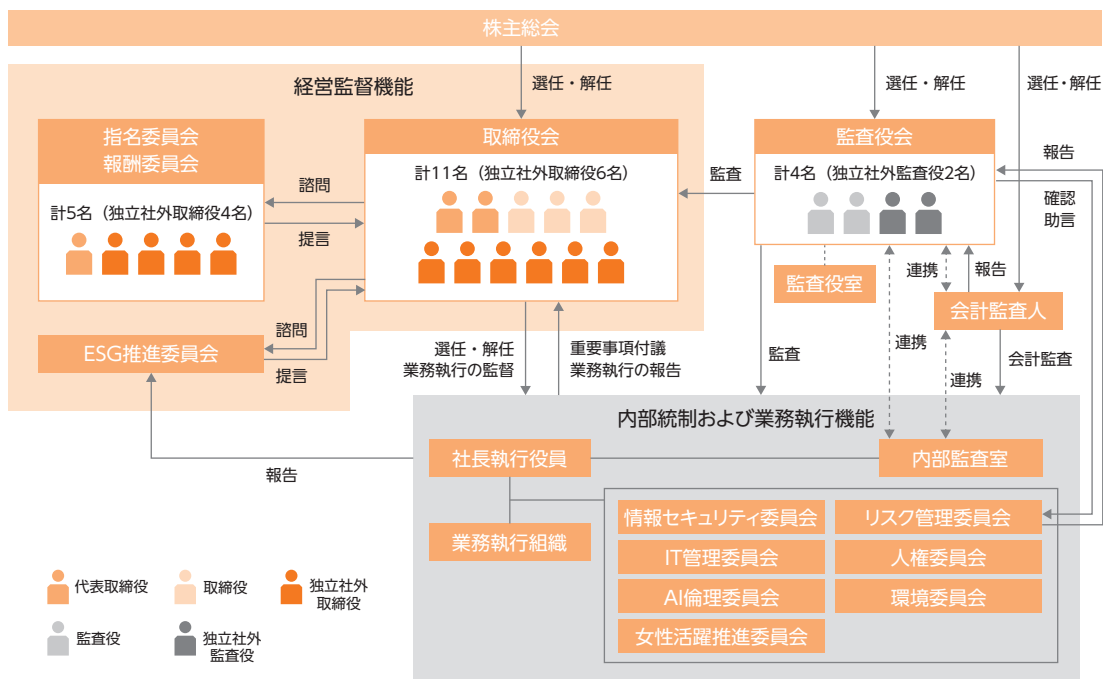 株主総会
経営監督機能
選任・解任
選任・解任
選任・解任
指名委員会
報酬委員会
計5名（独立社外取締役4名）
諮問
提言
取締役会
計11名（独立社外取締役6名）
監査
監査役会
計4名（独立社外監査役2名）
報告
確認
助言
監査役室
連携
報告
会計監査人
ESG推進委員会
諮問
提言
選任・解任
業務執行の監督
重要事項付議
業務執行の報告
監査
連携
連携
会計監査
報告
内部統制および業務執行機能
社長執行役員
内部監査室
業務執行組織
情報セキュリティ委員会
リスク管理委員会
IT管理委員会
人権委員会
AI倫理委員会
環境委員会
女性活躍推進委員会
代表取締役
取締役
独立社外
取締役
監査役
独立社外
監査役